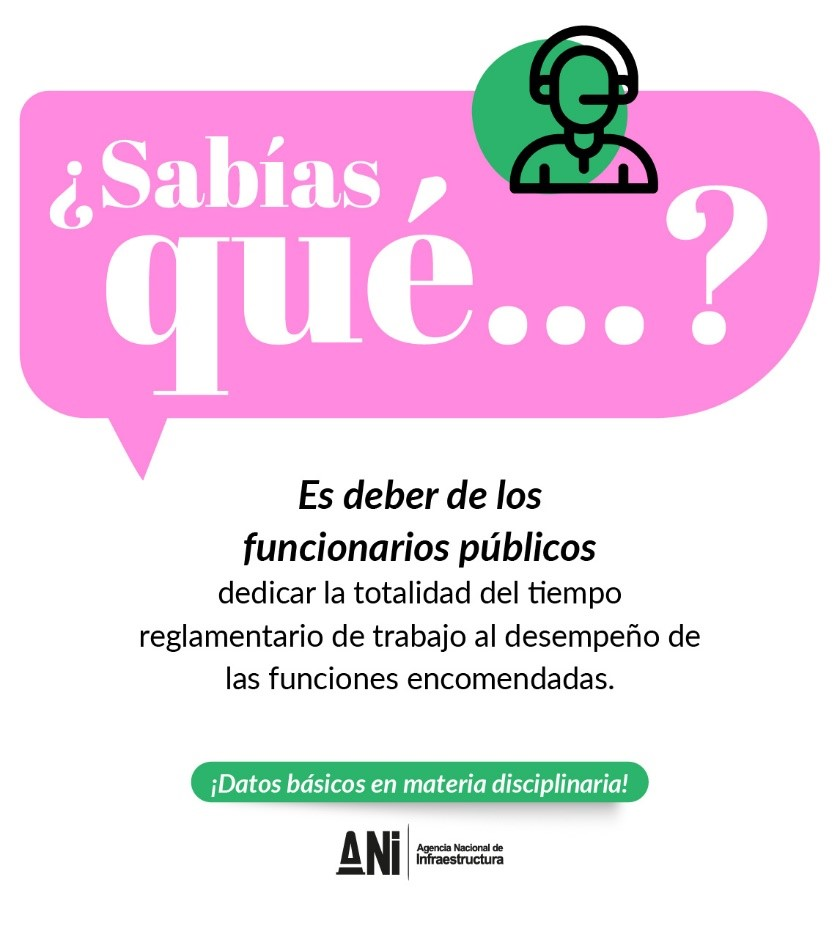 ¿Sabías
qué...?
Es deber de los
funcionarios públicos
dedicar la totalidad del tiempo
reglamentario de trabajo al desempeño de
las funciones encomendadas.
¡Datos básicos en materia disciplinaria!
ANi
Agencia Nacional de
Infraestructura